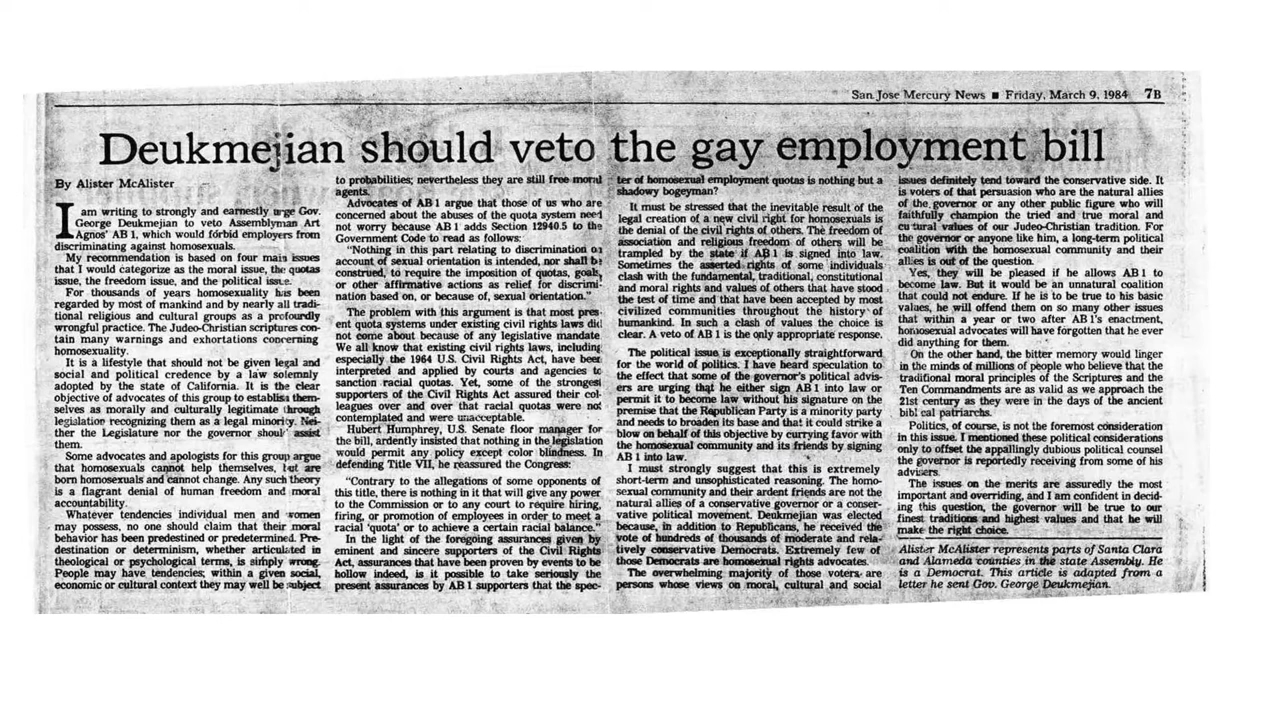 San Jose Mercury News ■ Friday, March 9, 1984 7B
Deukmejian should veto the gay employment bill
By Alister McAlister
I am writing to strongly and earnestly urge Gov.
George Deukmejian to veto Assemblyman Art
Agnos' AB 1, which would forbid employers from
discriminating against homosexuals.
My recommendation is based on four main issues
that I would categorize as the moral issue, the quotas
issue, the freedom issue, and the political issue.
For thousands of years homosexuality has been
regarded by most of mankind and by nearly all tradi-
tional religious and cultural groups as a profoundly
wrongful practice. The Judeo-Christian scriptures con-
tain many warnings and exhortations concerning
homosexuality.
It is a lifestyle that should not be given legal and
social and political credence by a law solemnly
adopted by the state of California. It is the clear
objective of advocates of this group to establish them-
selves as morally and culturally legitimate through
legislation recognizing them as a legal minority. Nei-
ther the Legislature nor the governor should assist
them.
Some advocates and apologists for this group argue
that homosexuals cannot help themselves, but are
born homosexuals and cannot change. Any such theory
is a flagrant denial of human freedom and moral
accountability.
Whatever tendencies individual men and women
may possess, no one should claim that their moral
behavior has been predestined or predetermined. Pre-
destination or determinism, whether articulated in
theological or psychological terms, is simply wrong.
People may have tendencies; within a given social,
economic or cultural context they may well be subject
to probabilities; nevertheless they are still free moral
agents.
Advocates of AB 1 argue that those of us who are
concerned about the abuses of the quota system need
not worry because AB 1 adds Section 12940.5 to the
Government Code to read as follows:
"Nothing in this part relating to discrimination on
account of sexual orientation is intended, nor shall be
construed, to require the imposition of quotas, goals,
or other affirmative actions as relief for discrimi-
nation based on, or because of, sexual orientation."
The problem with this argument is that most pres-
ent quota systems under existing civil rights laws did
not come about because of any legislative mandate.
We all know that existing civil rights laws, including
especially the 1964 U.S. Civil Rights Act, have been
interpreted and applied by courts and agencies to
sanction racial quotas. Yet, some of the strongest
supporters of the Civil Rights Act assured their col-
leagues over and over that racial quotas were not
contemplated and were unacceptable.
Hubert Humphrey, U.S. Senate floor manager for
the bill, ardently insisted that nothing in the legislation
would permit any policy except color blindness. In
defending Title VII, he reassured the Congress:
"Contrary to the allegations of some opponents of
this title, there is nothing in it that will give any power
to the Commission or to any court to require hiring,
firing, or promotion of employees in order to meet a
racial 'quota' or to achieve a certain racial balance."
In the light of the foregoing assurances given by
eminent and sincere supporters of the Civil Rights
Act, assurances that have been proven by events to be
hollow indeed, is it possible to take seriously the
present assurances by AB 1 supporters that the spec-
ter of homosexual employment quotas is nothing but a
shadowy bogeyman?
It must be stressed that the inevitable result of the
legal creation of a new civil right for homosexuals is
the denial of the civil rights of others. The freedom of
association and religious freedom of others will be
trampled by the state if AB 1 is signed into law.
Sometimes the asserted rights of some individuals
clash with the fundamental, traditional, constitutional
and moral rights and values of others that have stood
the test of time and that have been accepted by most
civilized communities throughout the history of
humankind. In such a clash of values the choice is
clear. A veto of AB 1 is the only appropriate response.
The political issue is exceptionally straightforward
for the world of politics. I have heard speculation to
the effect that some of the governor's political advis-
ers are urging that he either sign AB 1 into law or
permit it to become law without his signature on the
premise that the Republican Party is a minority party
and needs to broaden its base and that it could strike a
blow on behalf of this objective by currying favor with
the homosexual community and its friends by signing
AB 1 into law.
I must strongly suggest that this is extremely
short-term and unsophisticated reasoning. The homo-
sexual community and their ardent friends are not the
natural allies of a conservative governor or a conser-
vative political movement. Deukmejian was elected
because, in addition to Republicans, he received the
vote of hundreds of thousands of moderate and rela-
tively conservative Democrats. Extremely few of
those Democrats are homosexual rights advocates.
The overwhelming majority of those voters are
persons whose views on moral, cultural and social
issues definitely tend toward the conservative side. It
is voters of that persuasion who are the natural allies
of the governor or any other public figure who will
faithfully champion the tried and true moral and
cultural values of our Judeo-Christian tradition. For
the governor or anyone like him, a long-term political
coalition with the homosexual community and their
allies is out of the question.
Yes, they will be pleased if he allows AB 1 to
become law. But it would be an unnatural coalition
that could not endure. If he is to be true to his basic
values, he will offend them on so many other issues
that within a year or two after AB 1's enactment,
homosexual advocates will have forgotten that he ever
did anything for them.
On the other hand, the bitter memory would linger
in the minds of millions of people who believe that the
traditional moral principles of the Scriptures and the
Ten Commandments are as valid as we approach the
21st century as they were in the days of the ancient
biblical patriarchs.
Politics, of course, is not the foremost consideration
in this issue. I mentioned these political considerations
only to offset the appallingly dubious political counsel
the governor is reportedly receiving from some of his
advisers.
The issues on the merits are assuredly the most
important and overriding, and I am confident in decid-
ing this question, the governor will be true to our
finest traditions and highest values and that he will
make the right choice.
Alister McAlister represents parts of Santa Clara
and Alameda counties in the state Assembly. He
is a Democrat. This article is adapted from a
letter he sent Gov. George Deukmejian.